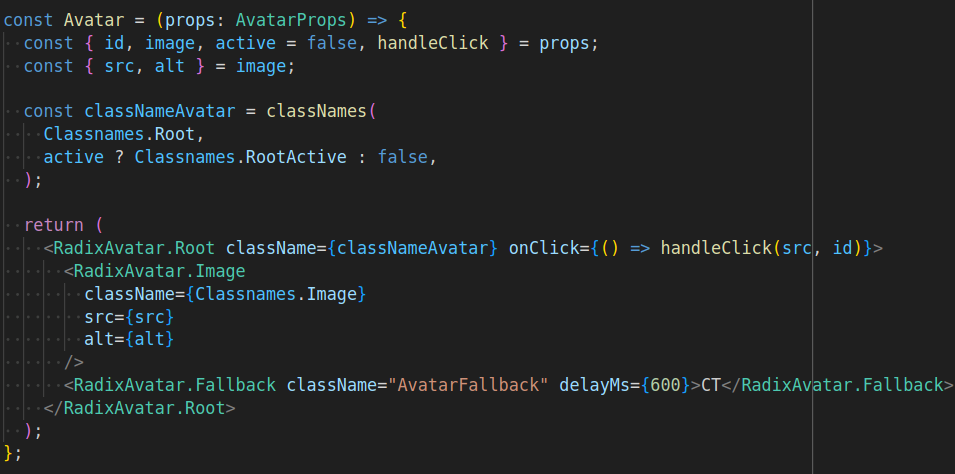 const Avatar = (props: AvatarProps) => {
  const { id, image, active = false, handleClick } = props;
  const { src, alt } = image;

  const classNameAvatar = classNames(
    Classnames.Root,
    active ? Classnames.RootActive : false,
  );

  return (
    <RadixAvatar.Root className={classNameAvatar} onClick={() => handleClick(src, id)}>
      <RadixAvatar.Image
        className={Classnames.Image}
        src={src}
        alt={alt}
      />
      <RadixAvatar.Fallback className="AvatarFallback" delayMs={600}>CT</RadixAvatar.Fallback>
    </RadixAvatar.Root>
  );
};